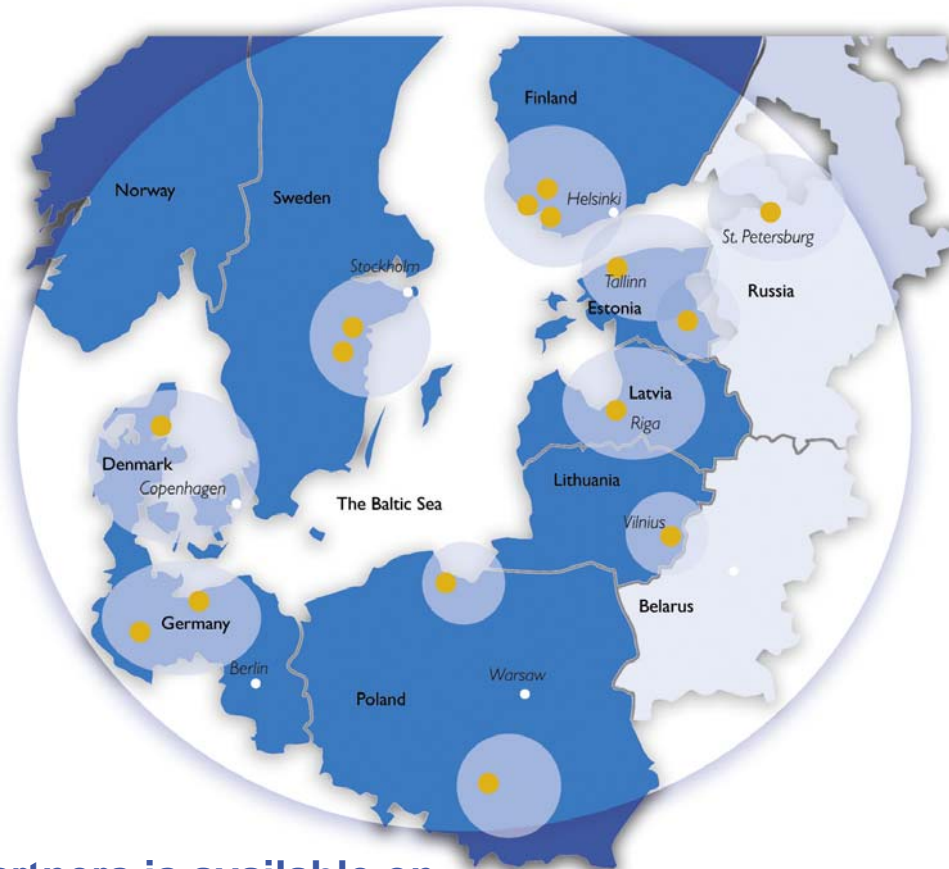 Finland
Norway
Sweden
Helsinki
St. Petersburg
Stockholm
Tallinn
Russia
Estonia
Latvia
Riga
Denmark
Copenhagen
The Baltic Sea
Lithuania
Vilnius
Belarus
Germany
Berlin
Poland
Warsaw